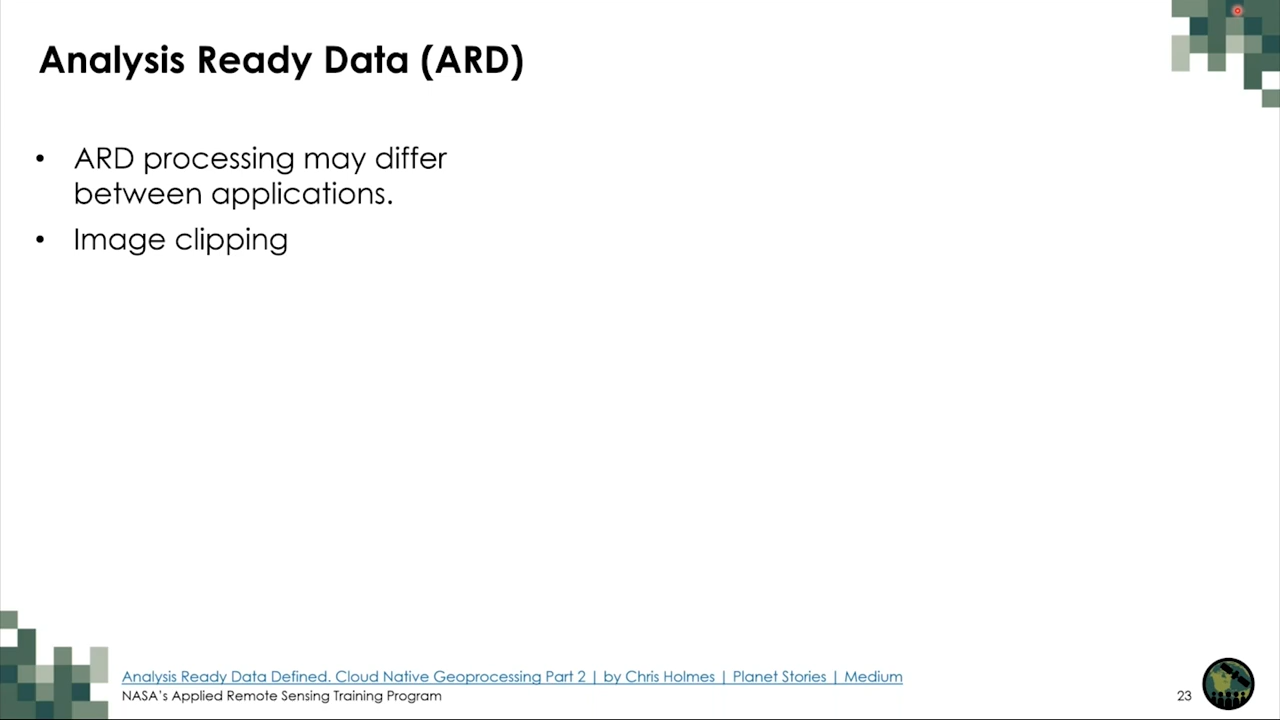 Analysis Ready Data (ARD)
• ARD processing may differ
between applications.
• Image clipping
Analysis Ready Data Defined. Cloud Native Geoprocessing Part 2 | by Chris Holmes | Planet Stories | Medium
NASA's Applied Remote Sensing Training Program
23